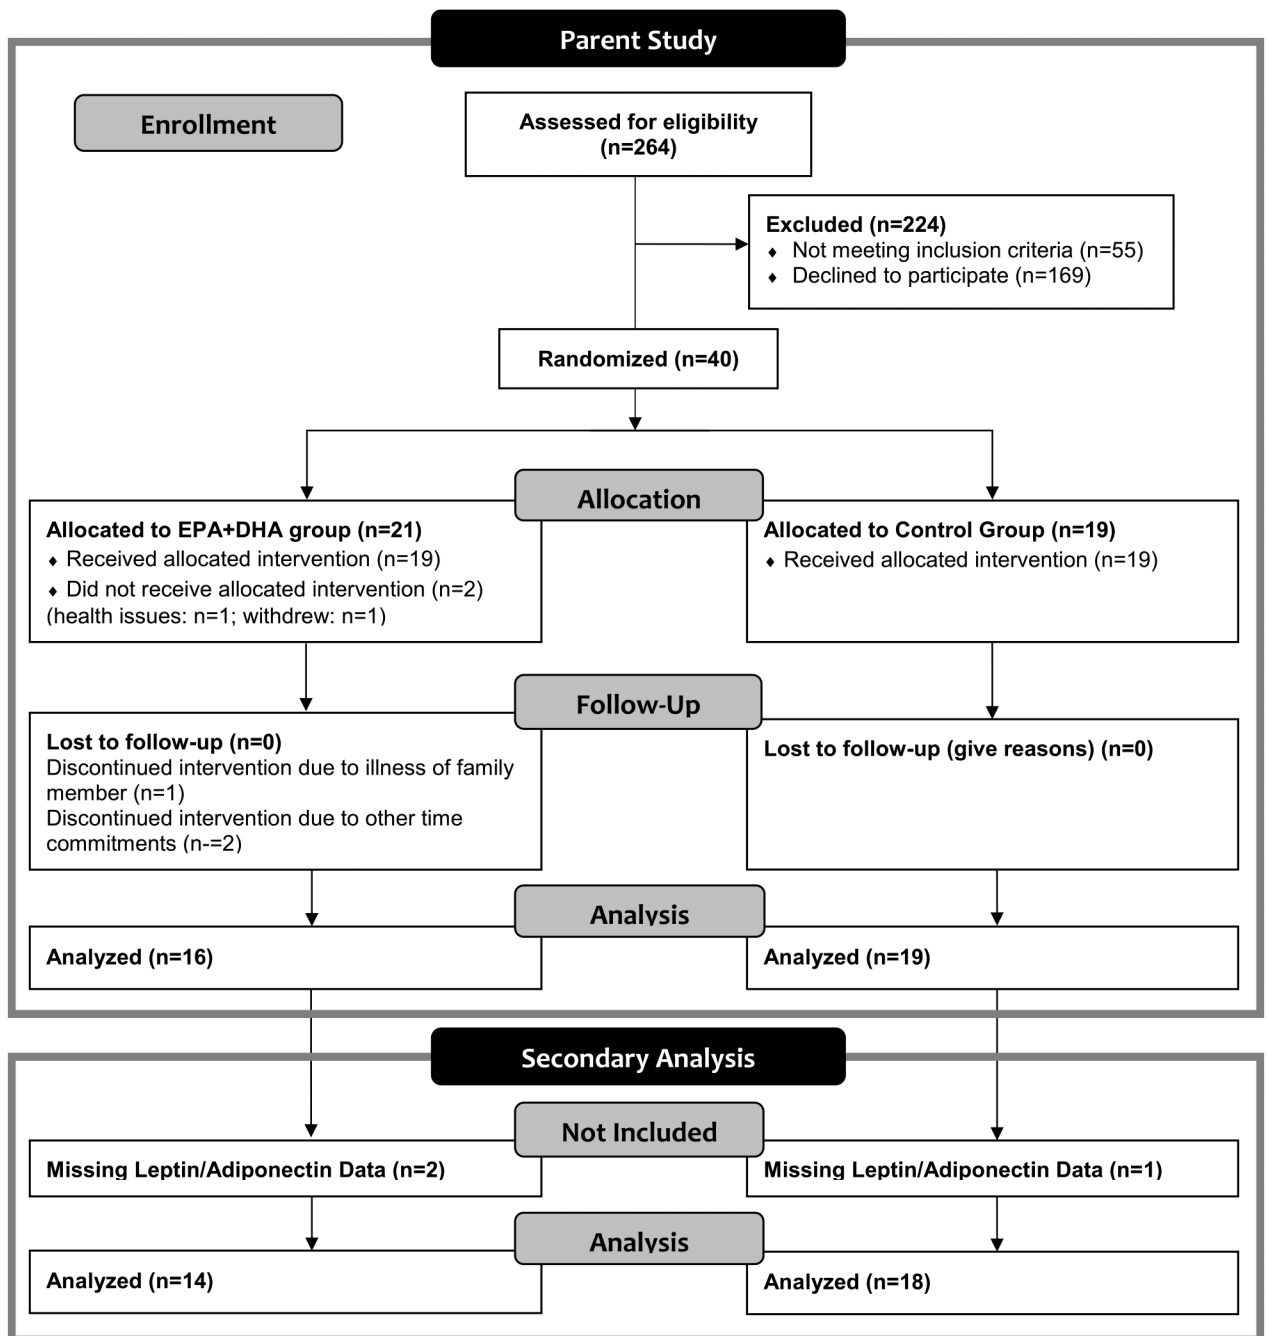 Parent Study
Enrollment
Assessed for eligibility
(n=264)
Excluded (n=224)
♦ Not meeting inclusion criteria (n=55)
♦ Declined to participate (n=169)
Randomized (n=40)
Allocation
Allocated to EPA+DHA group (n=21)
♦ Received allocated intervention (n=19)
♦ Did not receive allocated intervention (n=2)
(health issues: n=1; withdrew: n=1)
Allocated to Control Group (n=19)
♦ Received allocated intervention (n=19)
Follow-Up
Lost to follow-up (n=0)
Discontinued intervention due to illness of family
member (n=1)
Discontinued intervention due to other time
commitments (n-=2)
Lost to follow-up (give reasons) (n=0)
Analysis
Analyzed (n=16)
Analyzed (n=19)
Secondary Analysis
Not Included
Missing Leptin/Adiponectin Data (n=2)
Missing Leptin/Adiponectin Data (n=1)
Analysis
Analyzed (n=14)
Analyzed (n=18)